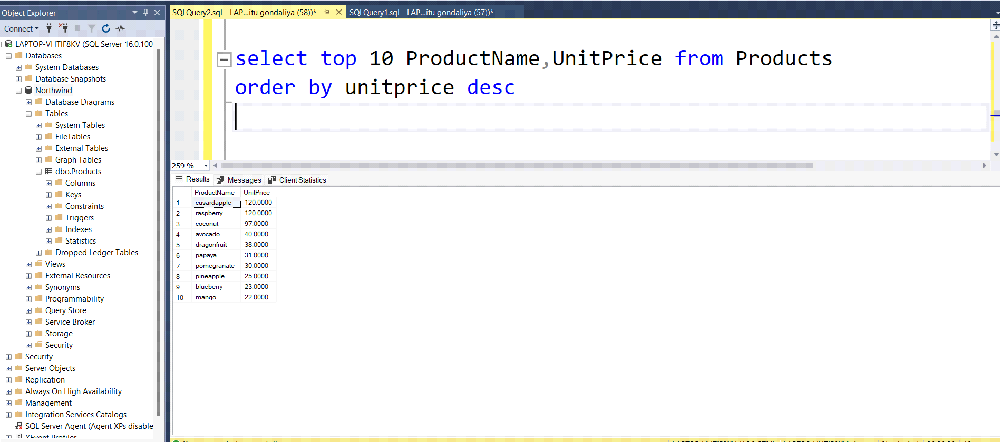 Object Explorer
Connect
LAPTOP-VHTIF8KV (SQL Server 16.0.100
Databases
System Databases
Database Snapshots
Northwind
Database Diagrams
Tables
System Tables
FileTables
External Tables
Graph Tables
dbo.Products
Columns
Keys
Constraints
Triggers
Indexes
Statistics
Dropped Ledger Tables
Views
External Resources
Synonyms
Programmability
Query Store
Service Broker
Storage
Security
Security
Server Objects
Replication
Always On High Availability
Management
Integration Services Catalogs
SQL Server Agent (Agent XPs disable
XEvent Profiler
SQLQuery2.sql - LAP...itu gondaliya (58))* SQLQuery1.sql - LAP...itu gondaliya (57))*
select top 10 ProductName,UnitPrice from Products
order by unitprice desc
259 %
Results Messages Client Statistics
ProductName UnitPrice
1 cusardapple 120.0000
2 raspberry 120.0000
3 coconut 97.0000
4 avocado 40.0000
5 dragonfruit 38.0000
6 papaya 31.0000
7 pomegranate 30.0000
8 pineapple 25.0000
9 blueberry 23.0000
10 mango 22.0000